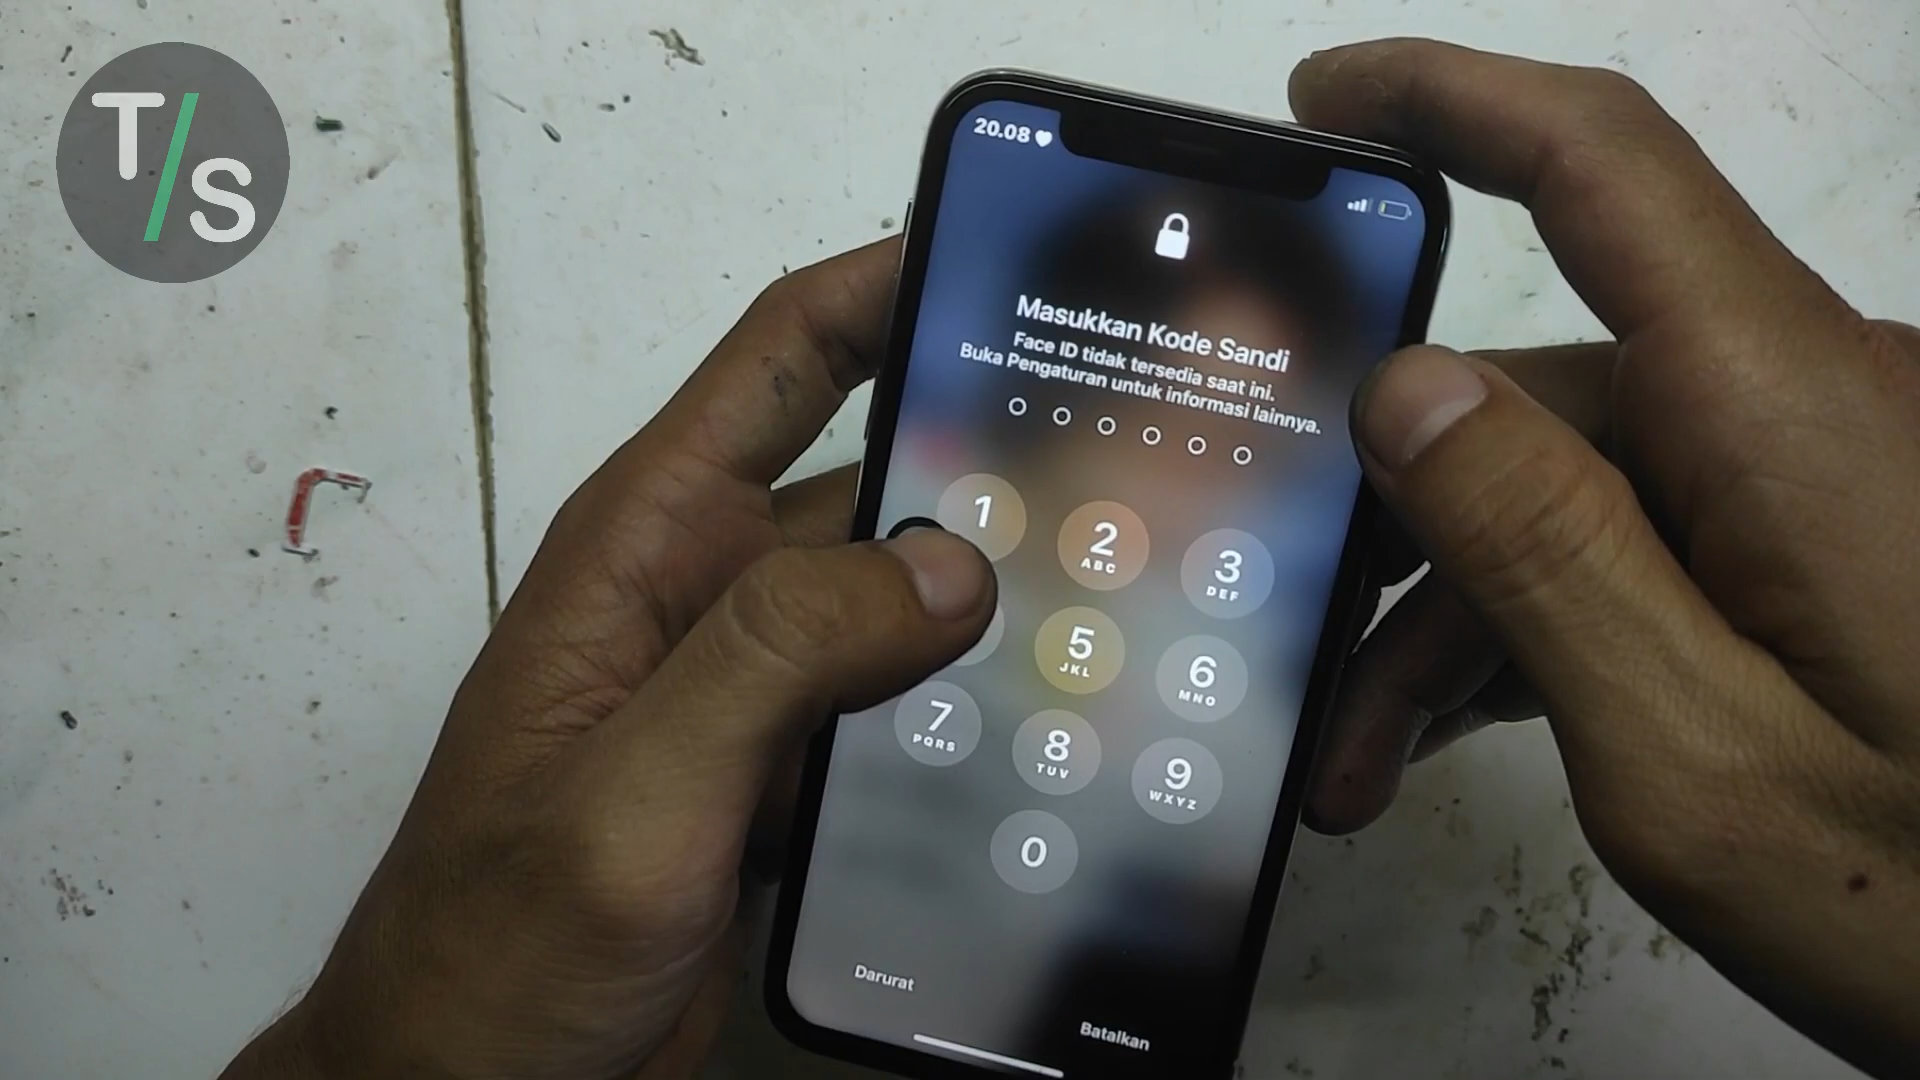 T/S
20.08
Masukkan Kode Sandi
Face ID tidak tersedia saat ini.
Buka Pengaturan untuk informasi lainnya.
1
2
ABC
3
DEF
5
JKL
6
MNO
7
PQRS
8
TUV
9
WXYZ
0
Darurat
Batalkan